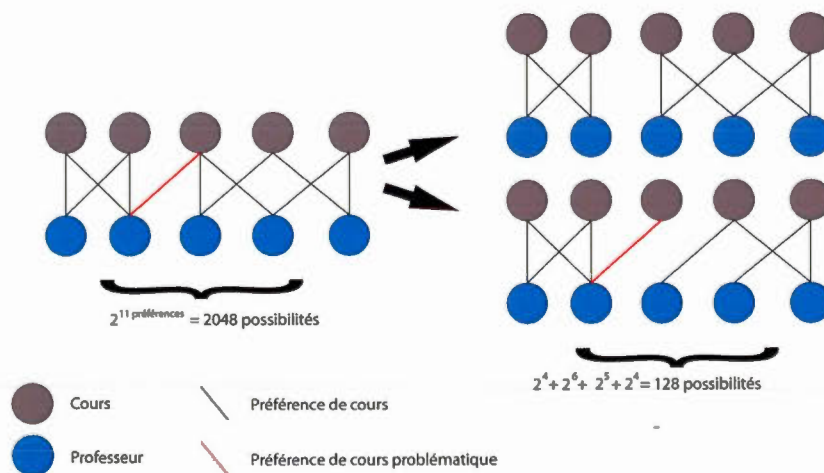 2^11 préférences = 2048 possibilités
2^4 + 2^6 + 2^5 + 2^4 = 128 possibilités
Cours
Préférence de cours
Professeur
Préférence de cours problématique